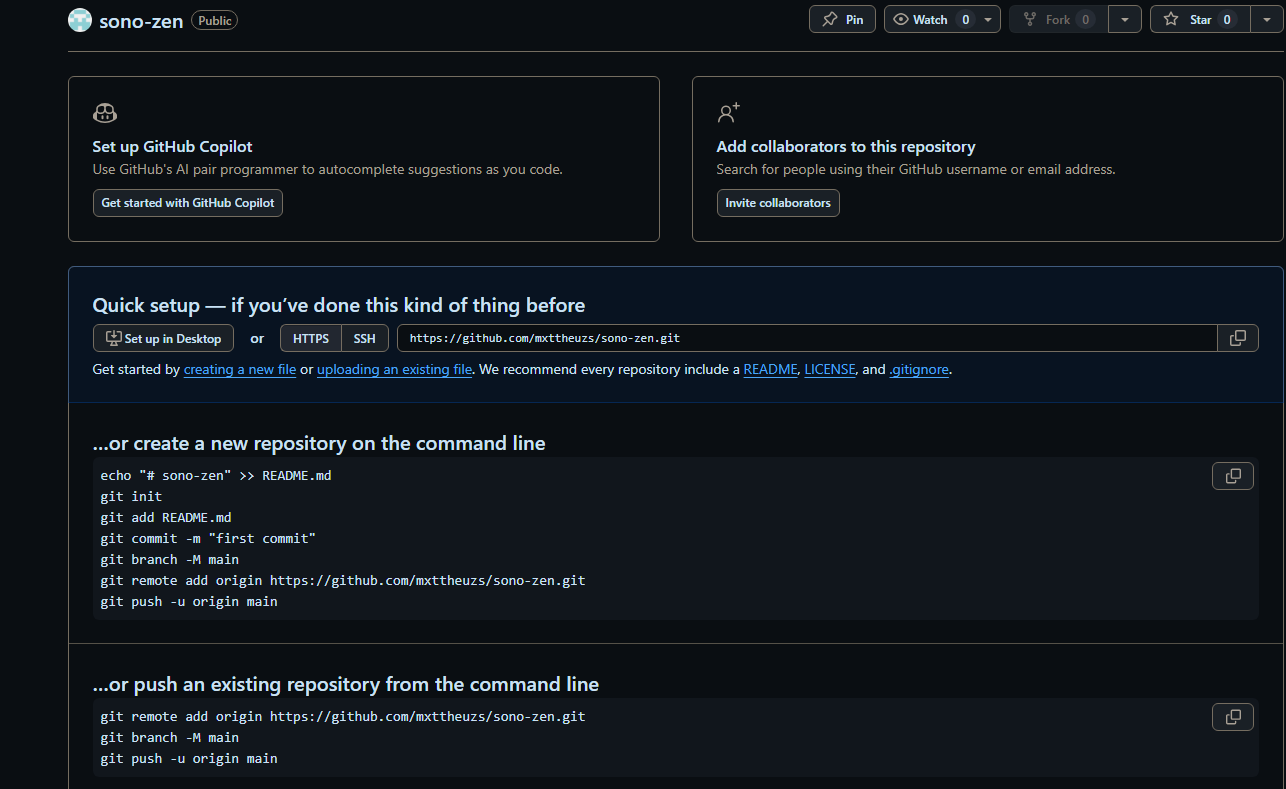 sono-zen Public Pin Watch 0 Fork 0 Star 0
Set up GitHub Copilot
Use GitHub's AI pair programmer to autocomplete suggestions as you code.
Get started with GitHub Copilot
Add collaborators to this repository
Search for people using their GitHub username or email address.
Invite collaborators
Quick setup — if you’ve done this kind of thing before
Set up in Desktop or HTTPS SSH https://github.com/mxttheuzs/sono-zen.git
Get started by creating a new file or uploading an existing file. We recommend every repository include a README, LICENSE, and .gitignore.
…or create a new repository on the command line
echo "# sono-zen" >> README.md
git init
git add README.md
git commit -m "first commit"
git branch -M main
git remote add origin https://github.com/mxttheuzs/sono-zen.git
git push -u origin main
…or push an existing repository from the command line
git remote add origin https://github.com/mxttheuzs/sono-zen.git
git branch -M main
git push -u origin main